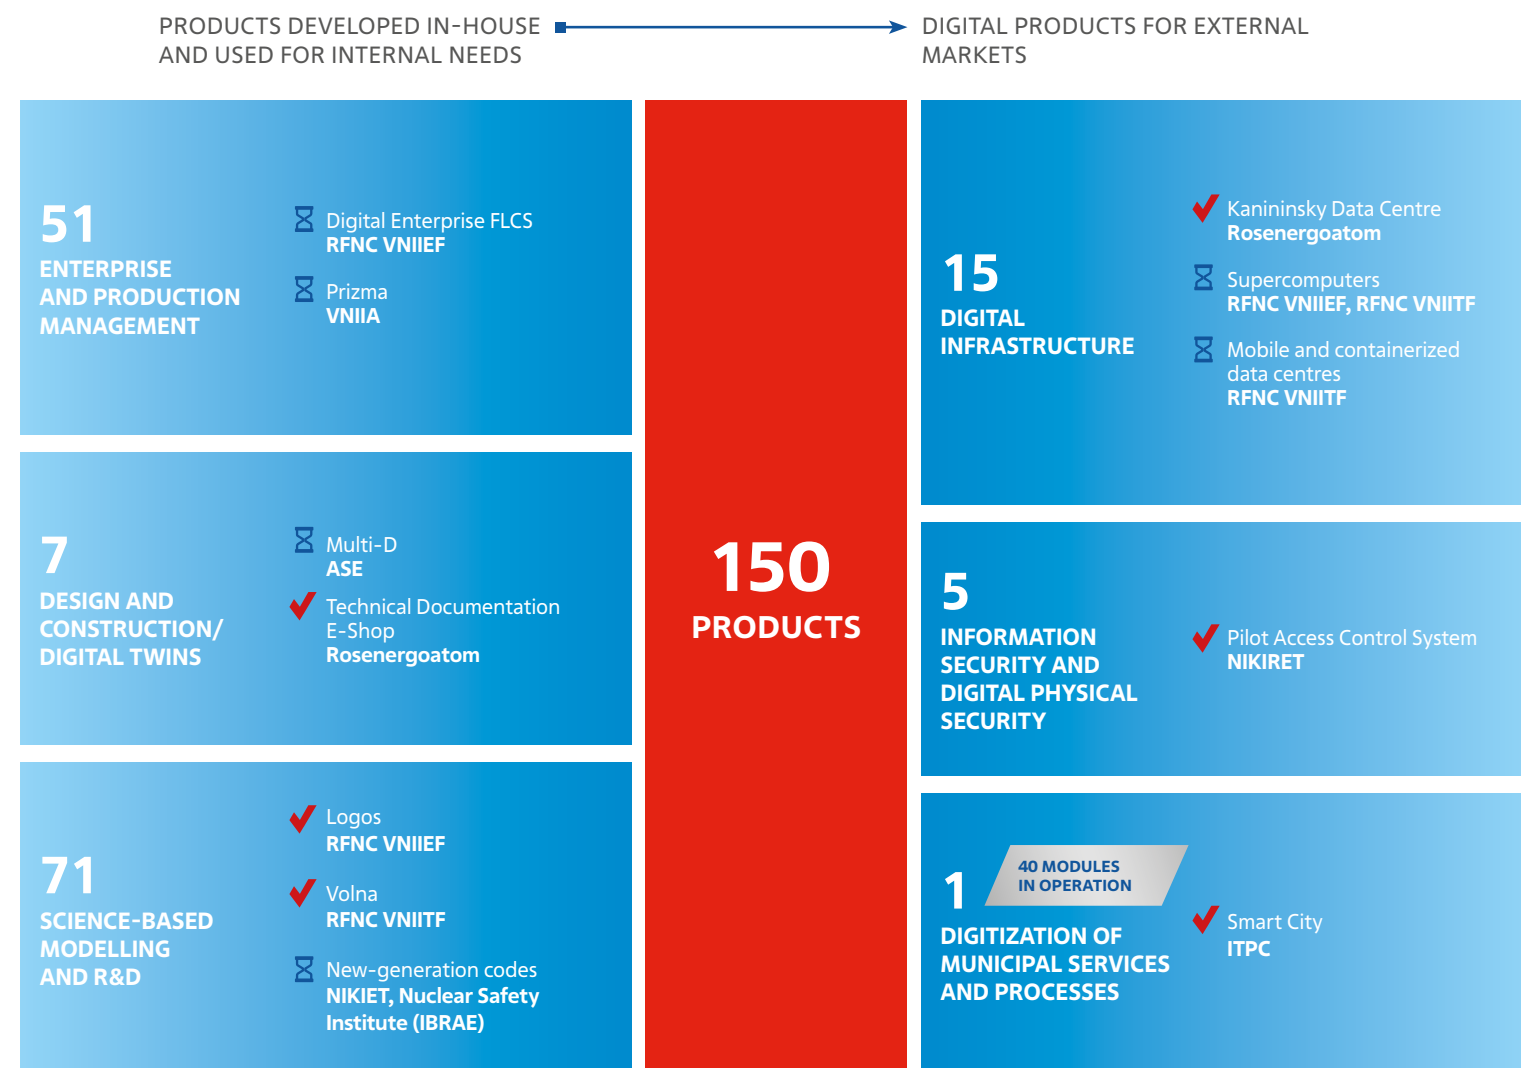 PRODUCTS DEVELOPED IN-HOUSE
AND USED FOR INTERNAL NEEDS
DIGITAL PRODUCTS FOR EXTERNAL
MARKETS
51
ENTERPRISE
AND PRODUCTION
MANAGEMENT
Digital Enterprise FLCS
RFNC VNIIEF
Prizma
VNIIA
7
DESIGN AND
CONSTRUCTION/
DIGITAL TWINS
Multi-D
ASE
Technical Documentation
E-Shop
Rosenergoatom
71
SCIENCE-BASED
MODELLING
AND R&D
Logos
RFNC VNIIEF
Volna
RFNC VNIITF
New-generation codes
NIKIET, Nuclear Safety
Institute (IBRAE)
150
PRODUCTS
15
DIGITAL
INFRASTRUCTURE
Kanininsky Data Centre
Rosenergoatom
Supercomputers
RFNC VNIIEF, RFNC VNIITF
Mobile and containerized
data centres
RFNC VNIITF
5
INFORMATION
SECURITY AND
DIGITAL PHYSICAL
SECURITY
Pilot Access Control System
NIKIRET
1
40 MODULES
IN OPERATION
DIGITIZATION OF
MUNICIPAL SERVICES
AND PROCESSES
Smart City
ITPC